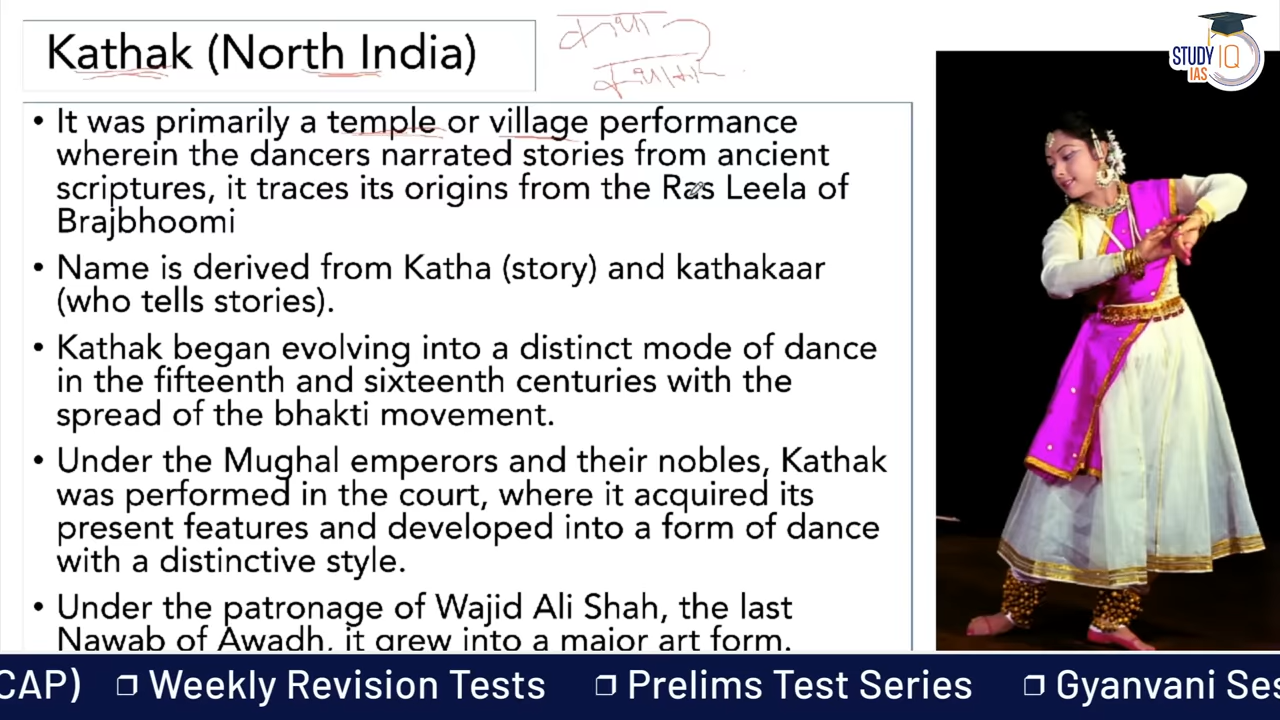 Kathak (North India)
कथा
STUDY IQ
IAS
• It was primarily a temple or village performance
wherein the dancers narrated stories from ancient
scriptures, it traces its origins from the Ras Leela of
Brajbhoomi
• Name is derived from Katha (story) and kathakaar
(who tells stories).
• Kathak began evolving into a distinct mode of dance
in the fifteenth and sixteenth centuries with the
spread of the bhakti movement.
• Under the Mughal emperors and their nobles, Kathak
was performed in the court, where it acquired its
present features and developed into a form of dance
with a distinctive style.
• Under the patronage of Wajid Ali Shah, the last
Nawab of Awadh, it grew into a major art form.
CAP) ❐ Weekly Revision Tests ❐ Prelims Test Series ❐ Gyanvani Ses